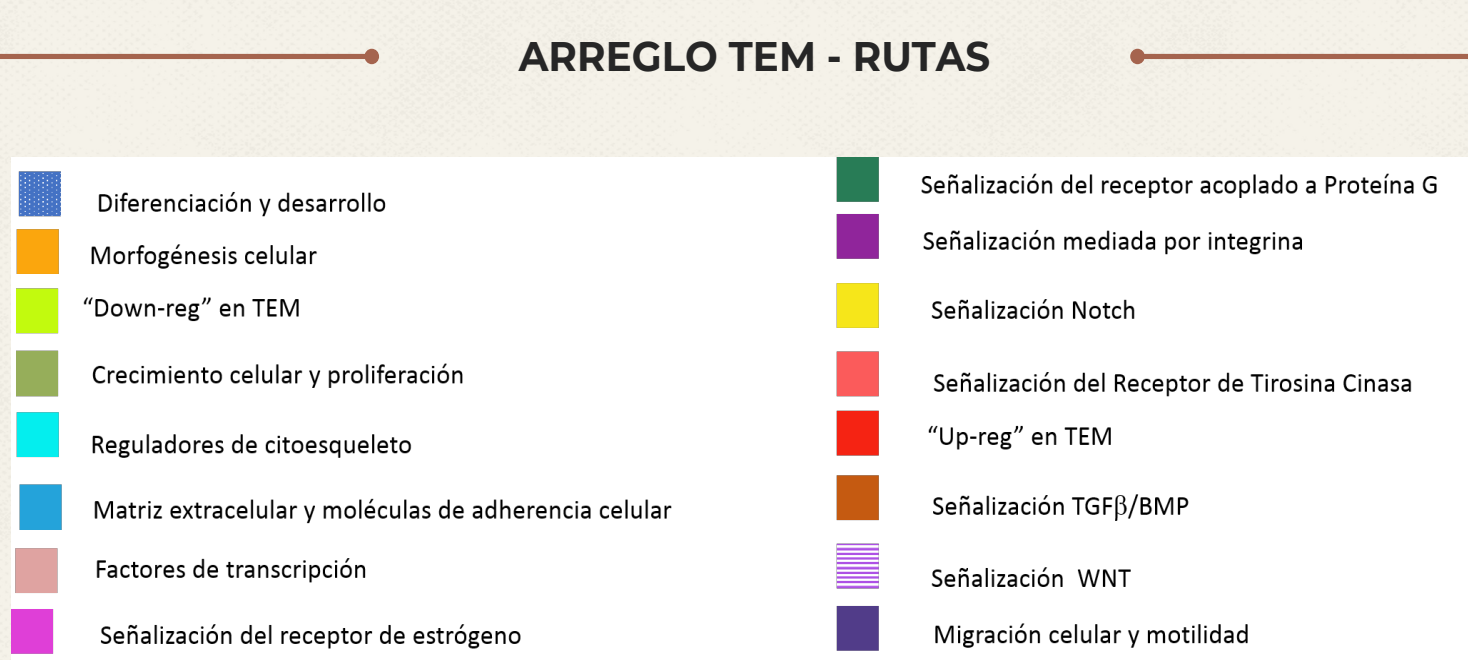 ARREGLO TEM - RUTAS
Diferenciación y desarrollo
Morfogénesis celular
“Down-reg” en TEM
Crecimiento celular y proliferación
Reguladores de citoesqueleto
Matriz extracelular y moléculas de adherencia celular
Factores de transcripción
Señalización del receptor de estrógeno
Señalización del receptor acoplado a Proteína G
Señalización mediada por integrina
Señalización Notch
Señalización del Receptor de Tirosina Cinasa
“Up-reg” en TEM
Señalización TGFβ/BMP
Señalización  WNT
Migración celular y motilidad